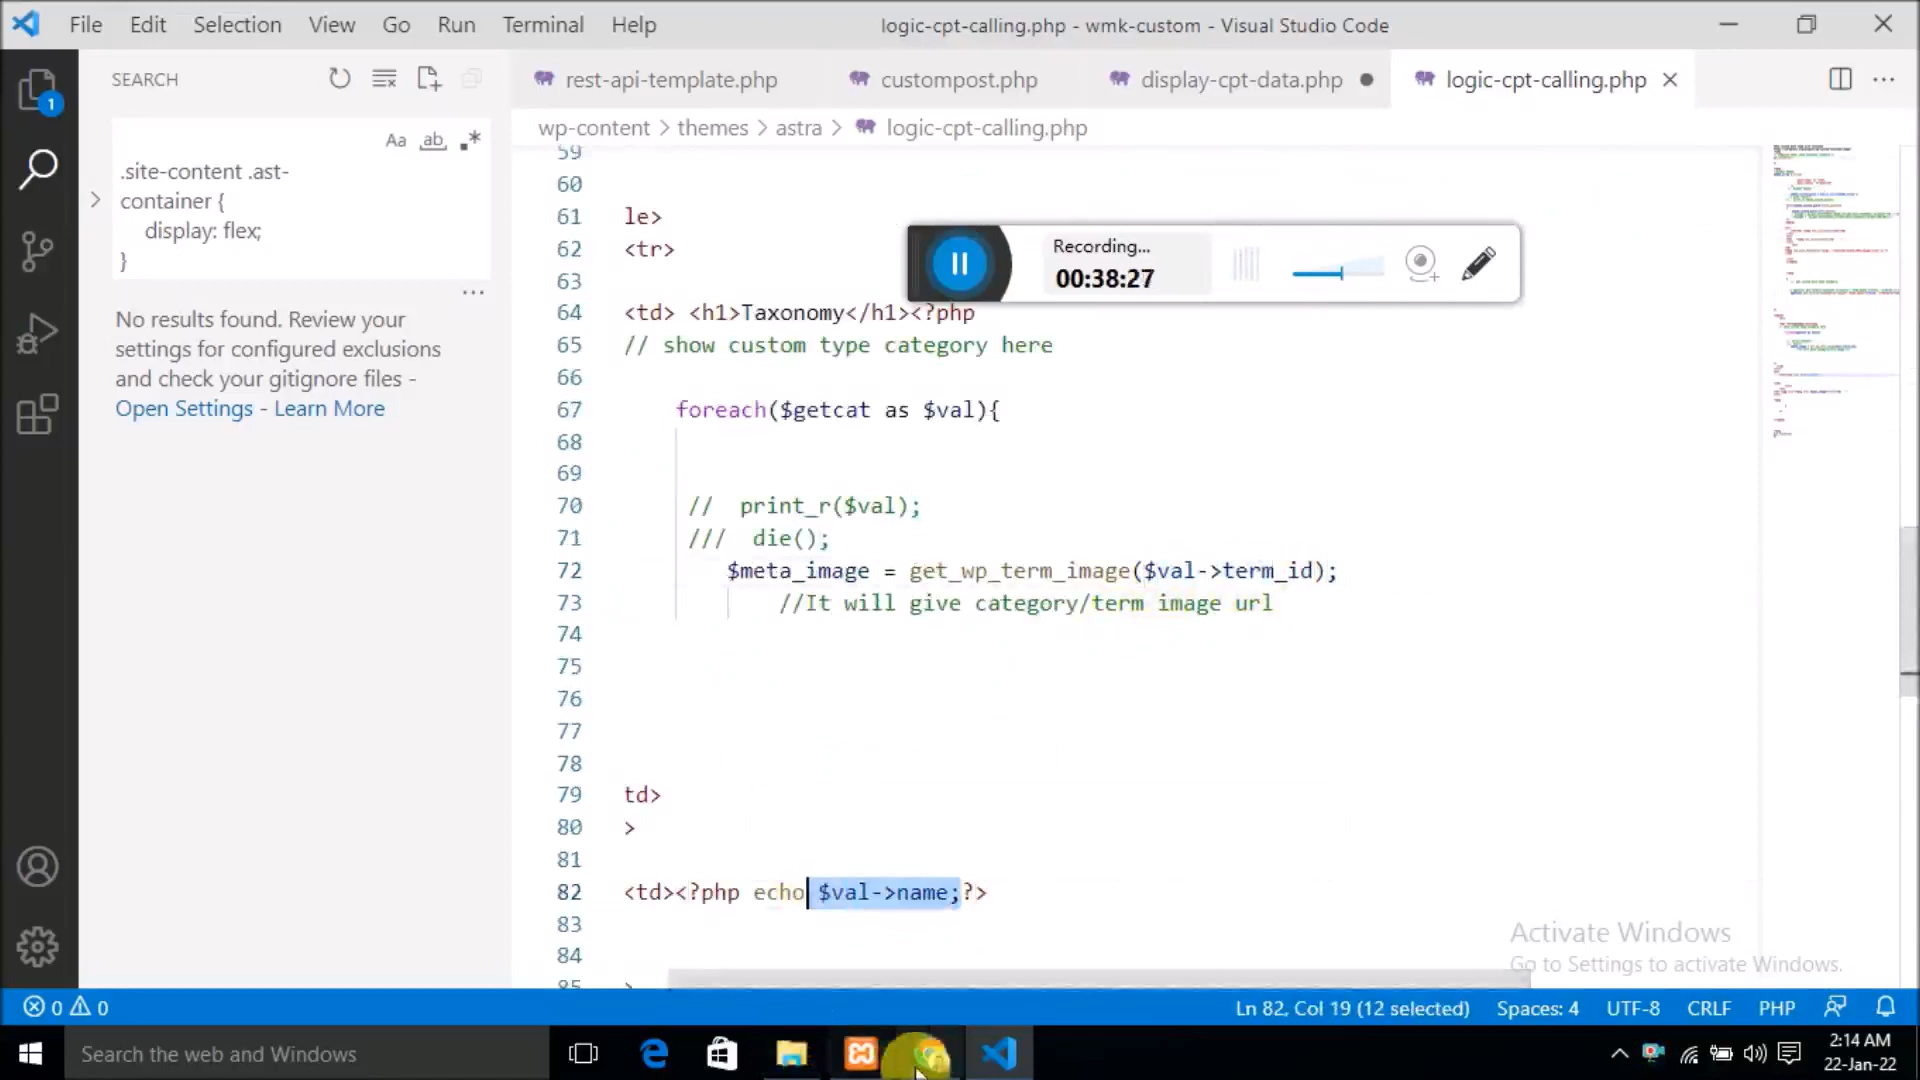 File Edit Selection View Go Run Terminal Help
logic-cpt-calling.php - wmk-custom - Visual Studio Code
1
SEARCH
Aa ab
.site-content .ast-
container {
display: flex;
}
...
No results found. Review your
settings for configured exclusions
and check your gitignore files -
Open Settings - Learn More
rest-api-template.php
custompost.php
display-cpt-data.php
logic-cpt-calling.php
wp-content > themes > astra > logic-cpt-calling.php
59
60
61 le>
62 <tr>
63
64 <td> <h1>Taxonomy</h1><?php
65 // show custom type category here
66
67 foreach($getcat as $val){
68
69
70 // print_r($val);
71 /// die();
72 $meta_image = get_wp_term_image($val->term_id);
73 //It will give category/term image url
74
75
76
77
78
79 td>
80 >
81
82 <td><?php echo $val->name;?>
83
84
85 >
Recording...
00:38:27
Activate Windows
Go to Settings to activate Windows.
0 0
Ln 82, Col 19 (12 selected) Spaces: 4 UTF-8 CRLF PHP
Search the web and Windows
2:14 AM
22-Jan-22